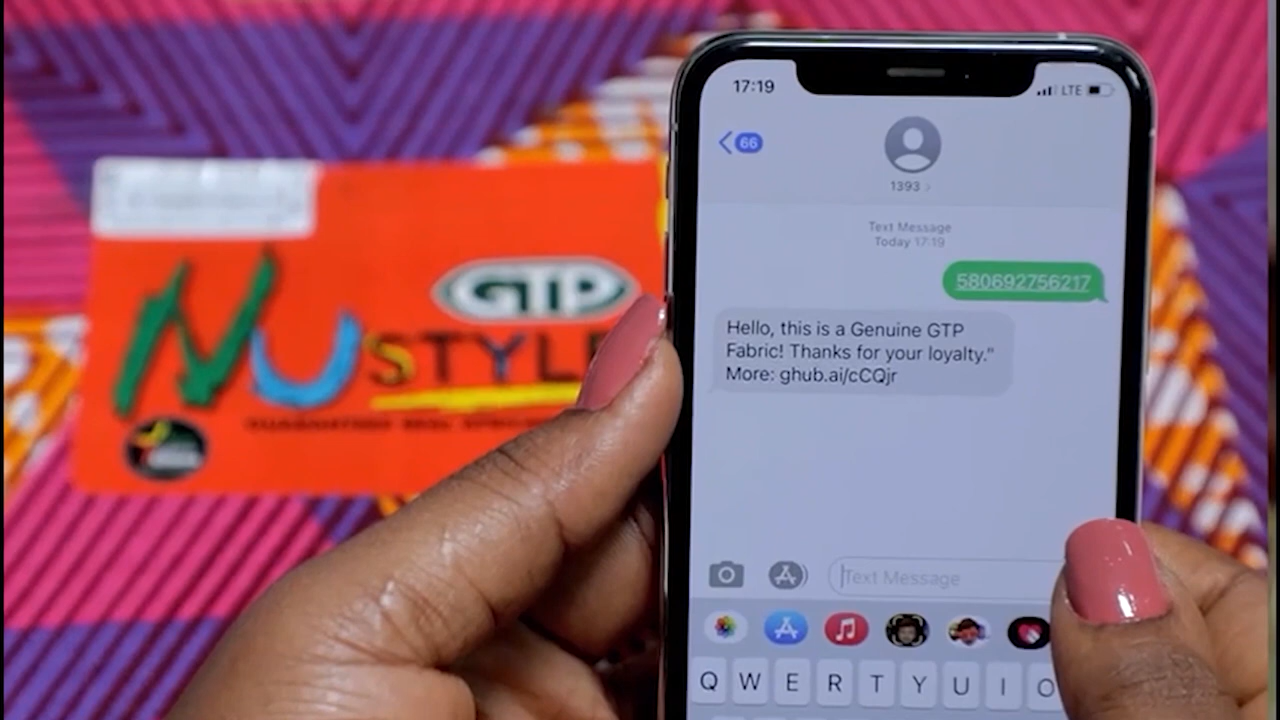 GTP
NU STYLE
17:19
LTE
66
1393
Text Message
Today 17:19
580692756217
Hello, this is a Genuine GTP
Fabric! Thanks for your loyalty."
More: ghub.ai/cCQjr
Text Message
Q W E R T Y U I O